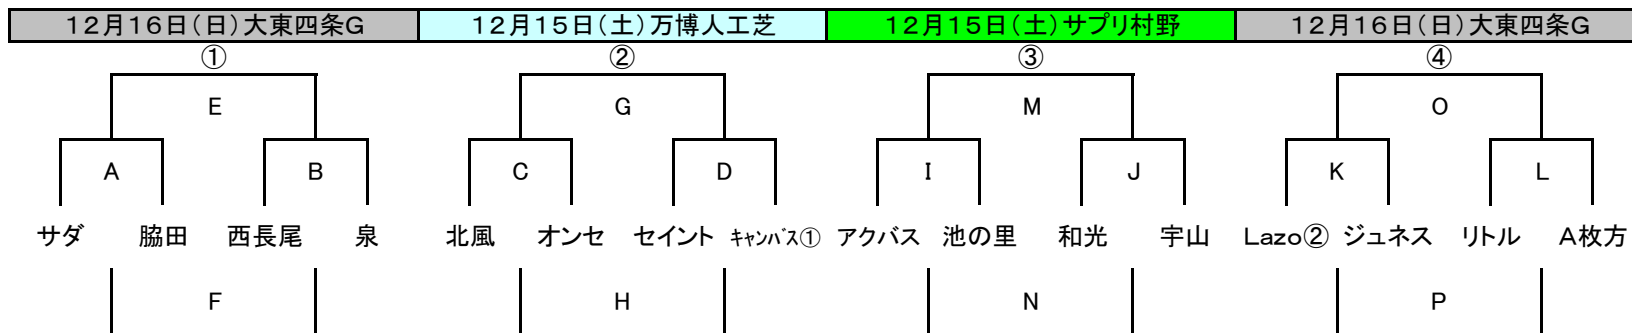 12月16日(日)大東四条G 12月15日(土)万博人工芝 12月15日(土)サプリ村野 12月16日(日)大東四条G
① ② ③ ④
E G M O
A B C D I J K L
サダ 脇田 西長尾 泉 北風 オンセ セイント キャンバス① アクバス 池の里 和光 宇山 Lazo② ジュネス リトル A枚方
F H N P